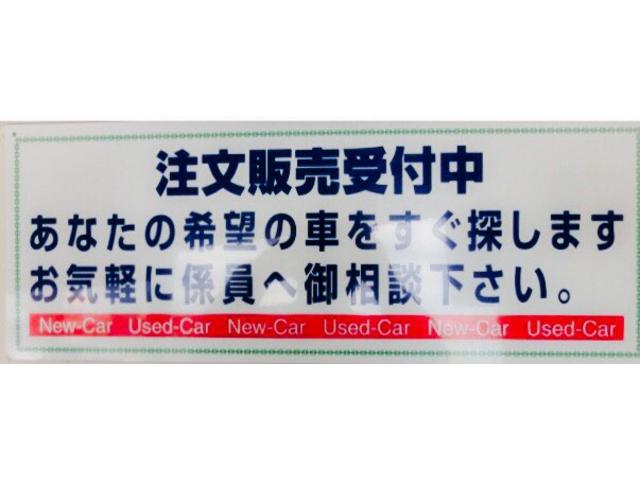 注文販売受付中
あなたの希望の車をすぐ探します
お気軽に係員へ御相談下さい。
New-Car Used-Car New-Car Used-Car New-Car Used-Car